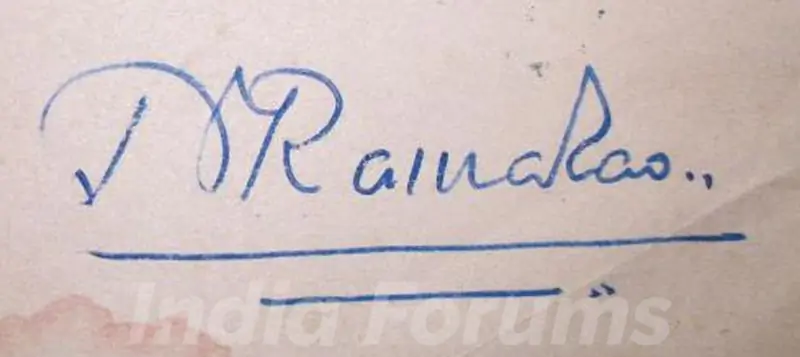 D V Ramarao..
India Forums